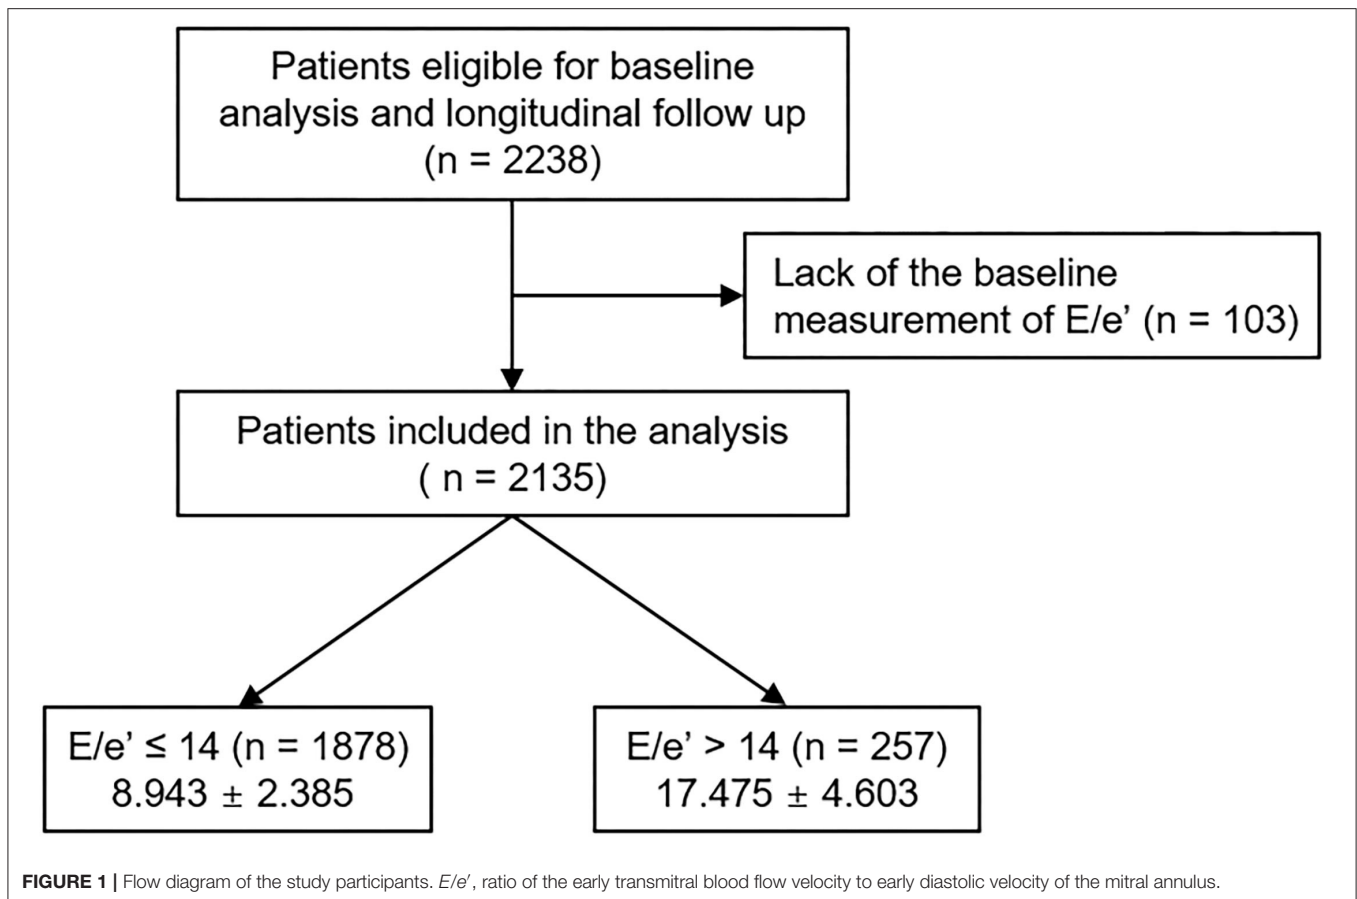 Patients eligible for baseline
analysis and longitudinal follow up
(n = 2238)
Lack of the baseline
measurement of E/e’ (n = 103)
Patients included in the analysis
( n = 2135)
E/e’ ≤ 14 (n = 1878)
8.943 ± 2.385
E/e’ > 14 (n = 257)
17.475 ± 4.603
FIGURE 1 | Flow diagram of the study participants. E/e′, ratio of the early transmitral blood flow velocity to early diastolic velocity of the mitral annulus.